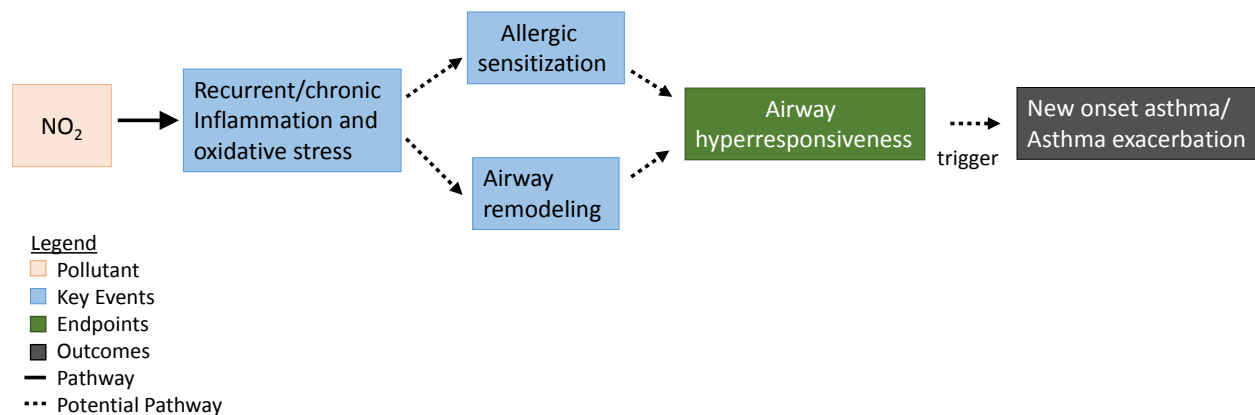 NO₂
Recurrent/chronic
Inflammation and
oxidative stress
Allergic
sensitization
Airway
remodeling
Airway
hyperresponsiveness
trigger
New onset asthma/
Asthma exacerbation
Legend
Pollutant
Key Events
Endpoints
Outcomes
Pathway
Potential Pathway